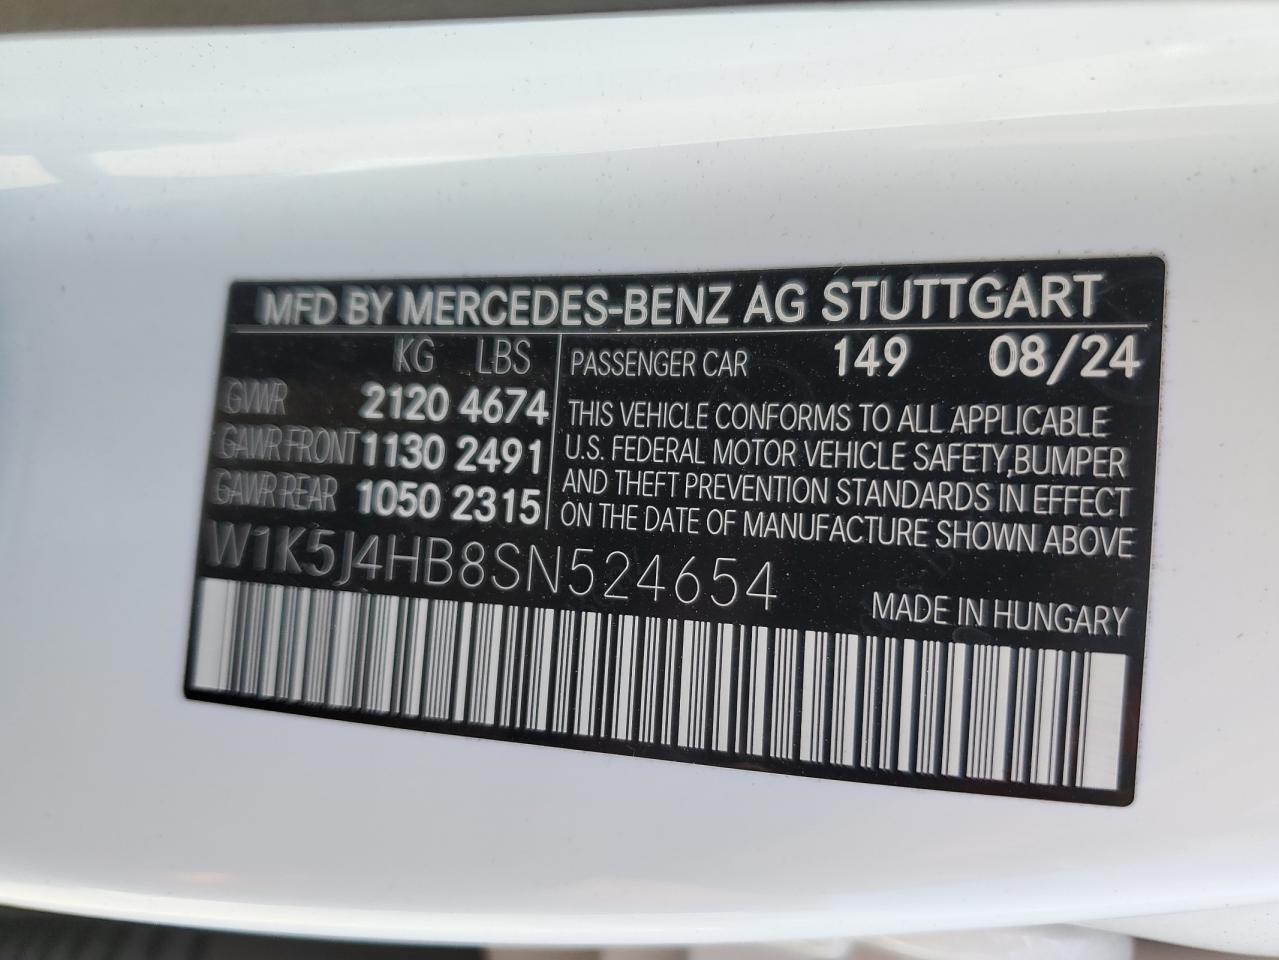 MFD BY MERCEDES-BENZ AG STUTTGART
KG LBS
GVWR 2120 4674
GAWR FRONT 1130 2491
GAWR REAR 1050 2315
PASSENGER CAR 149 08/24
THIS VEHICLE CONFORMS TO ALL APPLICABLE
U.S. FEDERAL MOTOR VEHICLE SAFETY,BUMPER
AND THEFT PREVENTION STANDARDS IN EFFECT
ON THE DATE OF MANUFACTURE SHOWN ABOVE
W1K5J4HB8SN524654
MADE IN HUNGARY